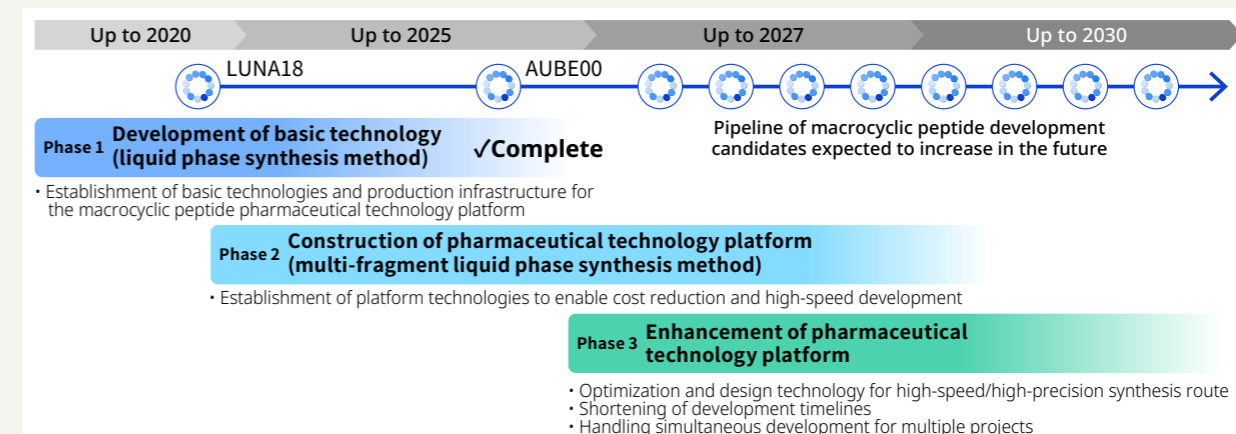 Up to 2020
Up to 2025
Up to 2027
Up to 2030
LUNA18
AUBE00
Pipeline of macrocyclic peptide development
candidates expected to increase in the future
Phase 1
Development of basic technology
(liquid phase synthesis method)
✓Complete
・Establishment of basic technologies and production infrastructure for
the macrocyclic peptide pharmaceutical technology platform
Phase 2
Construction of pharmaceutical technology platform
(multi-fragment liquid phase synthesis method)
・Establishment of platform technologies to enable cost reduction and high-speed development
Phase 3
Enhancement of pharmaceutical
technology platform
・Optimization and design technology for high-speed/high-precision synthesis route
・Shortening of development timelines
・Handling simultaneous development for multiple projects